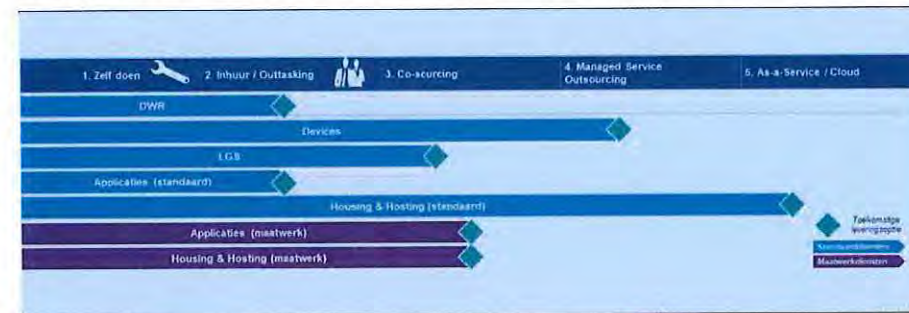 1. Zelf doen
2. Inhuur / Outtasking
3. Co-sourcing
4. Managed Service
Outsourcing
5. As-a-Service / Cloud
DWR
Devices
LGS
Applicaties (standaard)
Housing & Hosting (standaard)
Applicaties (maatwerk)
Housing & Hosting (maatwerk)
Toekomstige
leveringsoptie
Standaarddiensten
Maatwerkdiensten